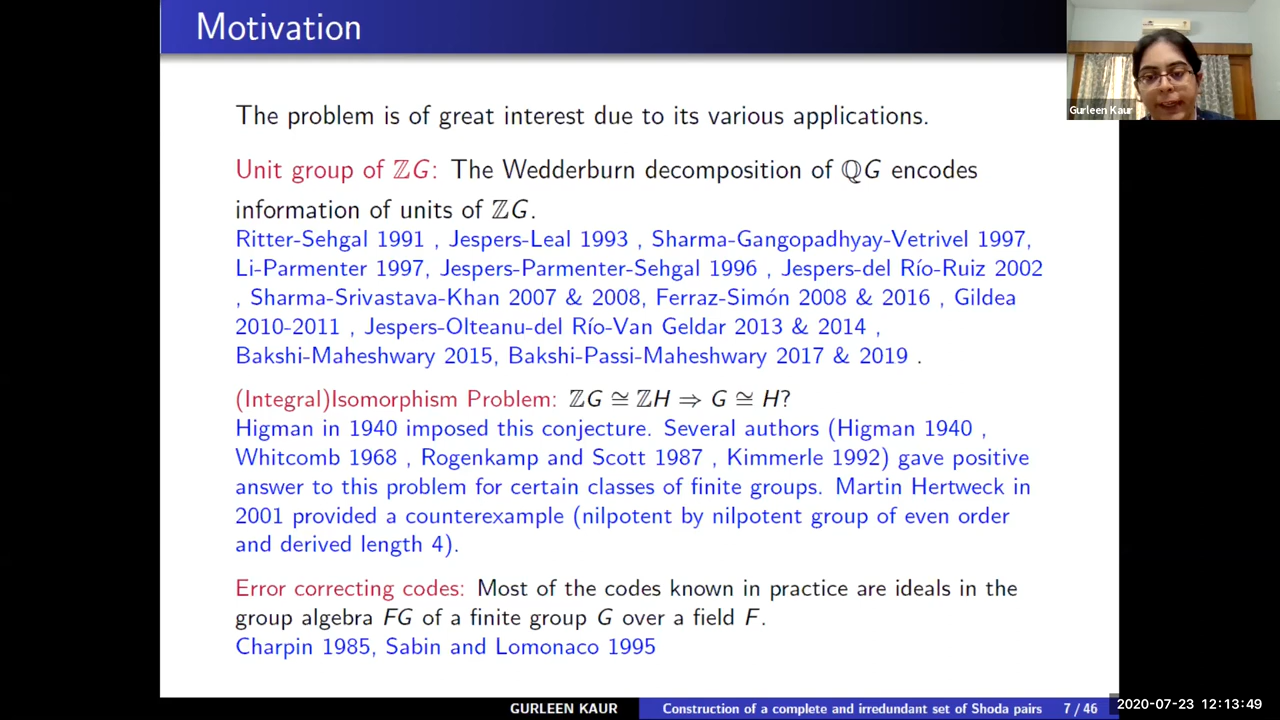 Motivation
Gurleen Kaur
The problem is of great interest due to its various applications.
Unit group of ℤG: The Wedderburn decomposition of ℚG encodes
information of units of ℤG.
Ritter-Sehgal 1991 , Jespers-Leal 1993 , Sharma-Gangopadhyay-Vetrivel 1997,
Li-Parmenter 1997, Jespers-Parmenter-Sehgal 1996 , Jespers-del Río-Ruiz 2002
, Sharma-Srivastava-Khan 2007 & 2008, Ferraz-Simón 2008 & 2016 , Gildea
2010-2011 , Jespers-Olteanu-del Río-Van Geldar 2013 & 2014 ,
Bakshi-Maheshwary 2015, Bakshi-Passi-Maheshwary 2017 & 2019 .
(Integral)Isomorphism Problem: ℤG ≅ ℤH ⇒ G ≅ H?
Higman in 1940 imposed this conjecture. Several authors (Higman 1940 ,
Whitcomb 1968 , Rogenkamp and Scott 1987 , Kimmerle 1992) gave positive
answer to this problem for certain classes of finite groups. Martin Hertweck in
2001 provided a counterexample (nilpotent by nilpotent group of even order
and derived length 4).
Error correcting codes: Most of the codes known in practice are ideals in the
group algebra FG of a finite group G over a field F.
Charpin 1985, Sabin and Lomonaco 1995
GURLEEN KAUR Construction of a complete and irredundant set of Shoda pairs 7 / 46
2020-07-23 12:13:49